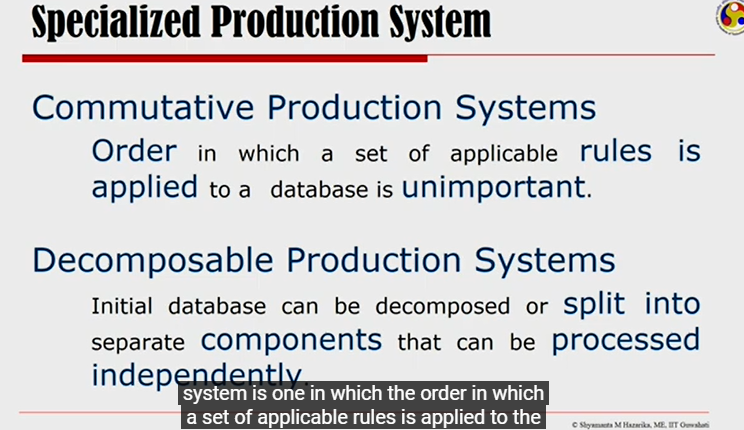 Specialized Production System
Commutative Production Systems
Order in which a set of applicable rules is
applied to a database is unimportant.
Decomposable Production Systems
Initial database can be decomposed or split into
separate components that can be processed
independently.
system is one in which the order in which
a set of applicable rules is applied to the
© Shyamanta M Hazarika, ME, IIT Guwahati